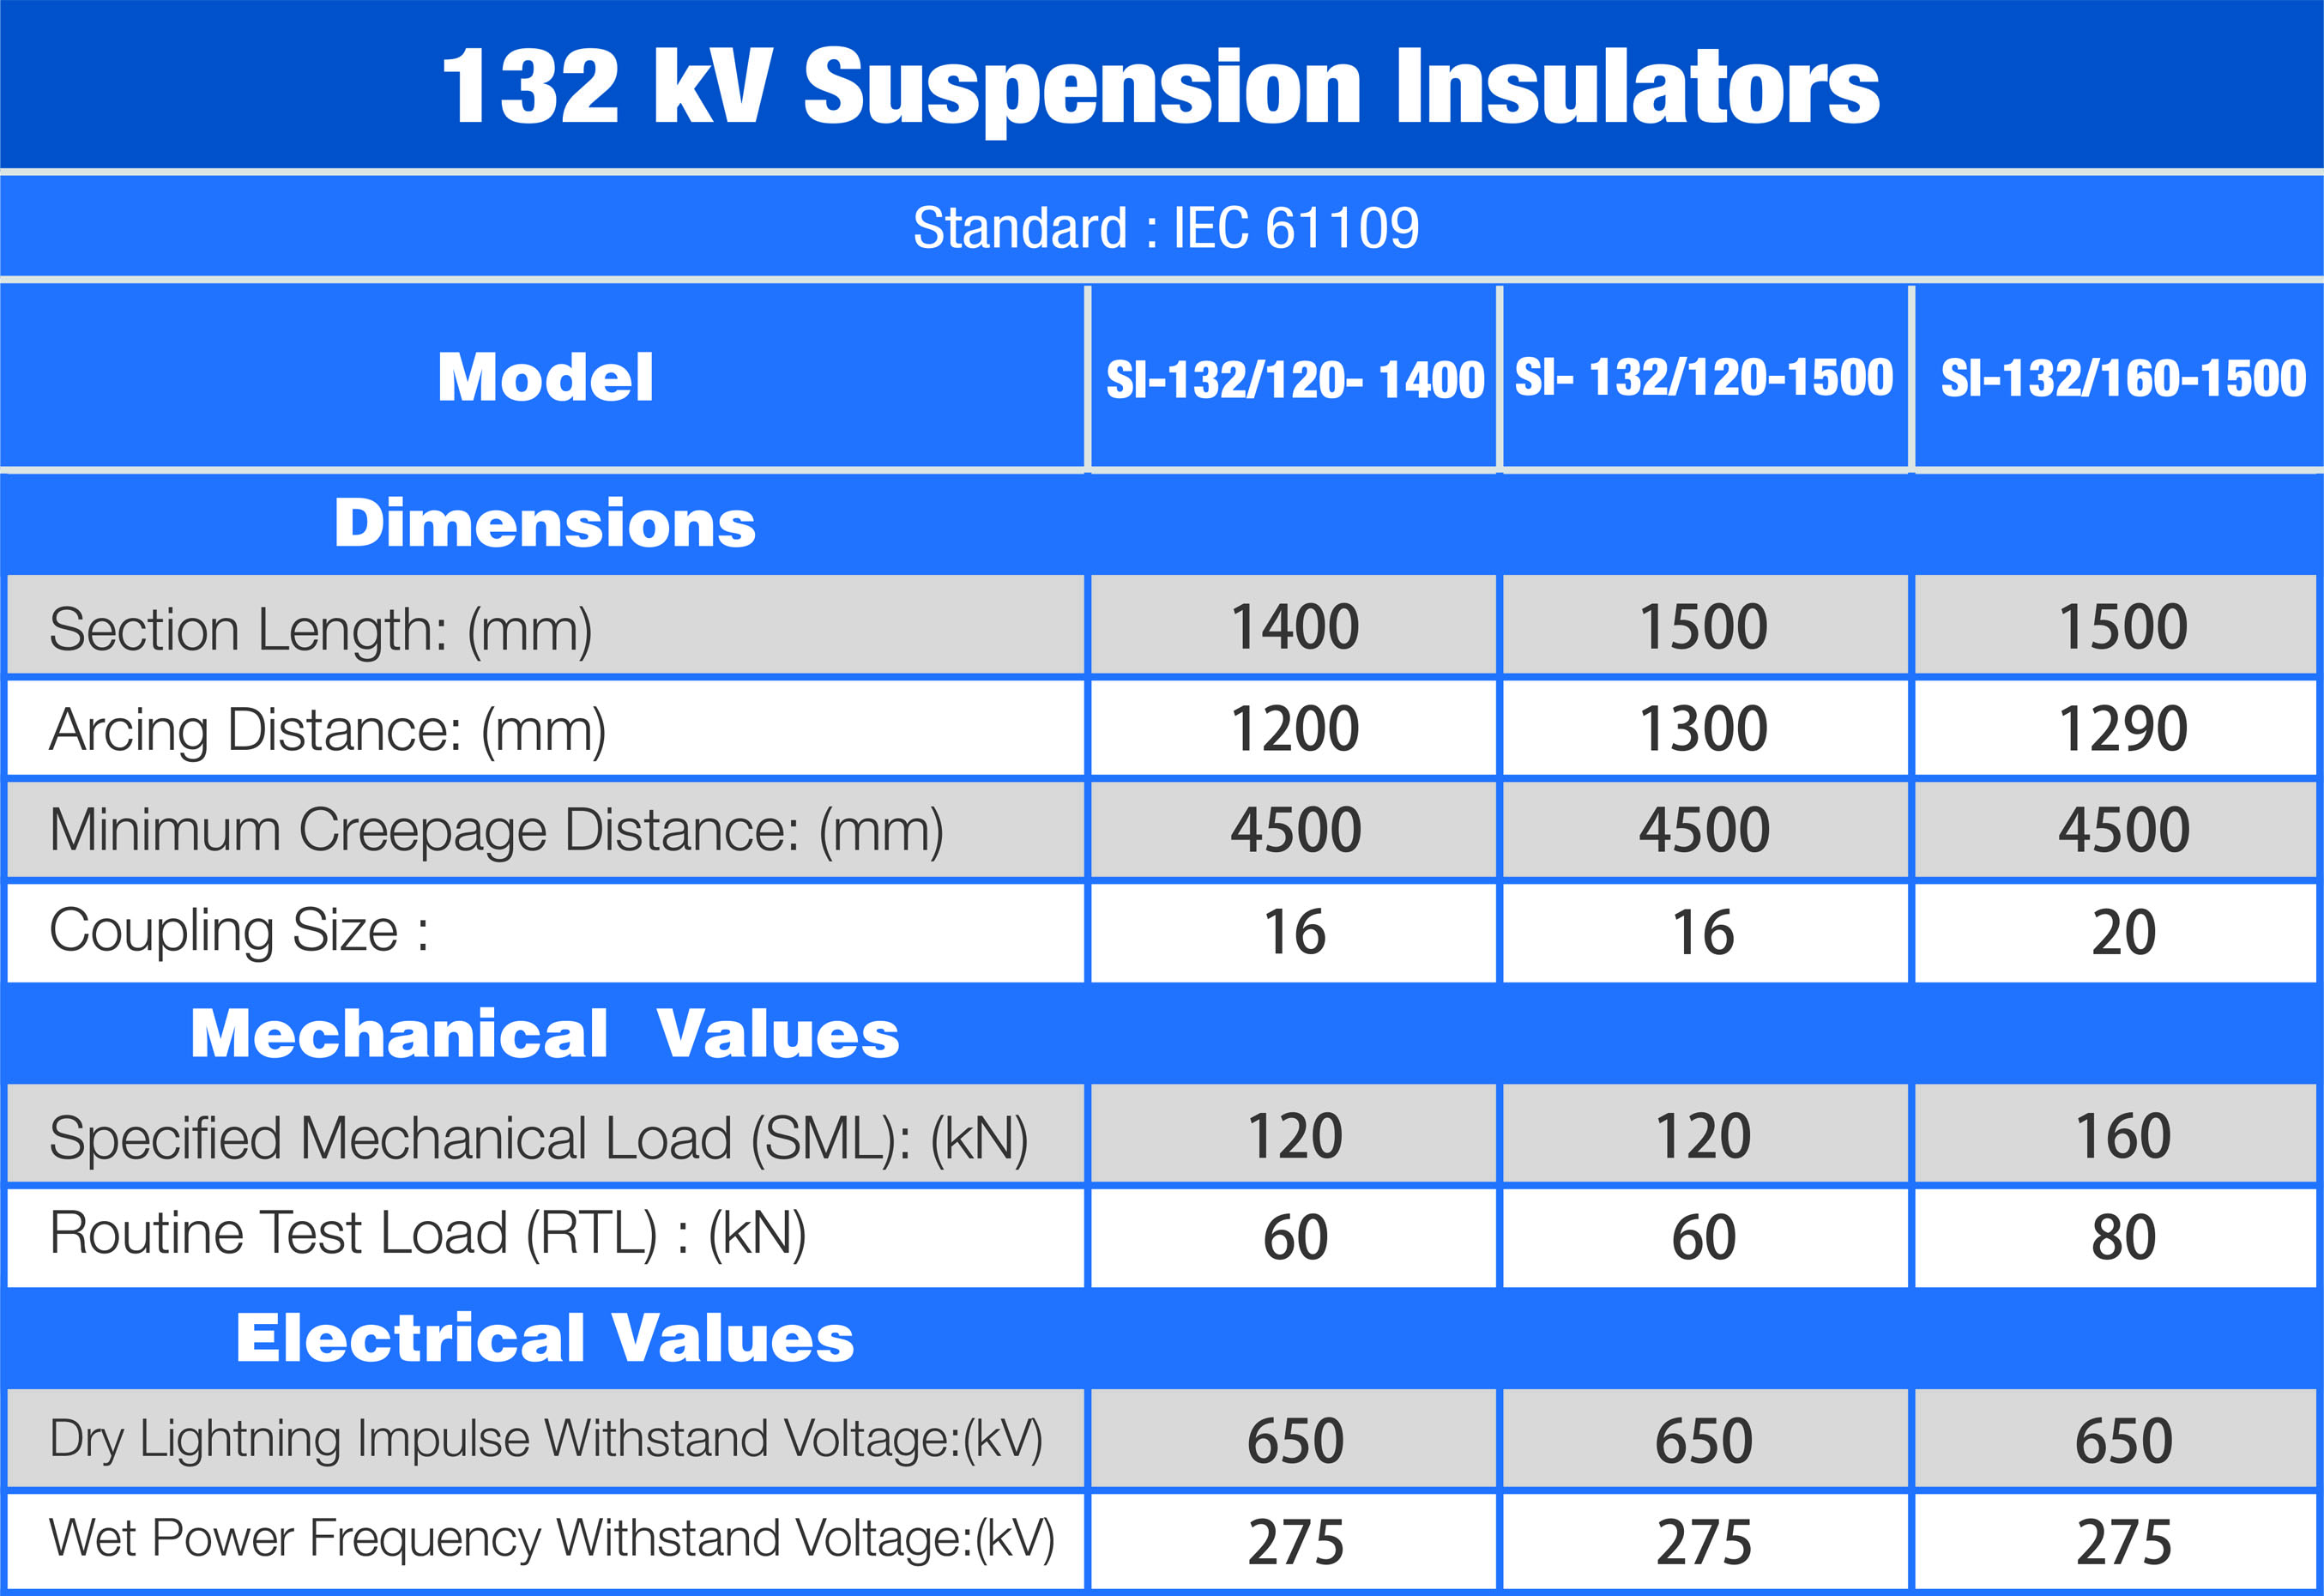 132 kV Suspension Insulators
Standard : IEC 61109
Model SI-132/120- 1400 SI- 132/120-1500 SI-132/160-1500
Dimensions
Section Length: (mm) 1400 1500 1500
Arcing Distance: (mm) 1200 1300 1290
Minimum Creepage Distance: (mm) 4500 4500 4500
Coupling Size : 16 16 20
Mechanical Values
Specified Mechanical Load (SML): (kN) 120 120 160
Routine Test Load (RTL) : (kN) 60 60 80
Electrical Values
Dry Lightning Impulse Withstand Voltage:(kV) 650 650 650
Wet Power Frequency Withstand Voltage:(kV) 275 275 275